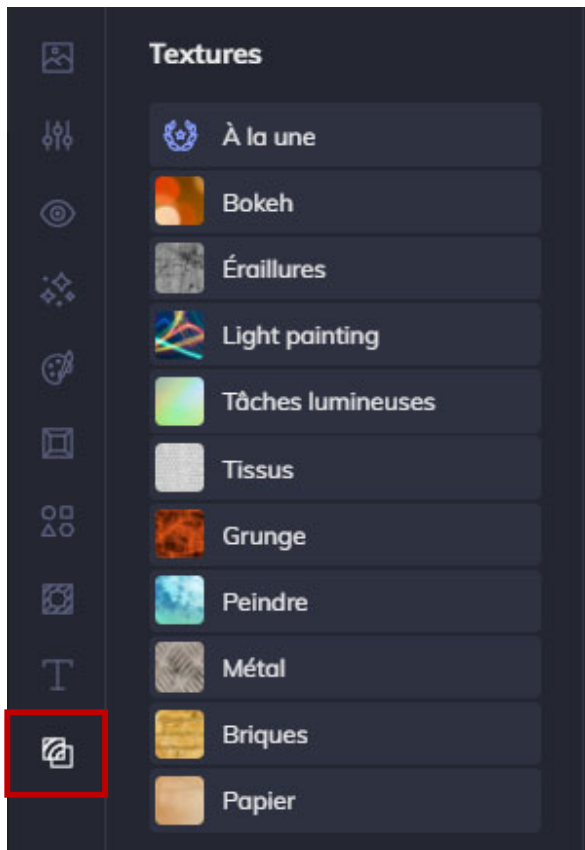 Textures
À la une
Bokeh
Éraillures
Light painting
Tâches lumineuses
Tissus
Grunge
Peindre
Métal
Briques
Papier